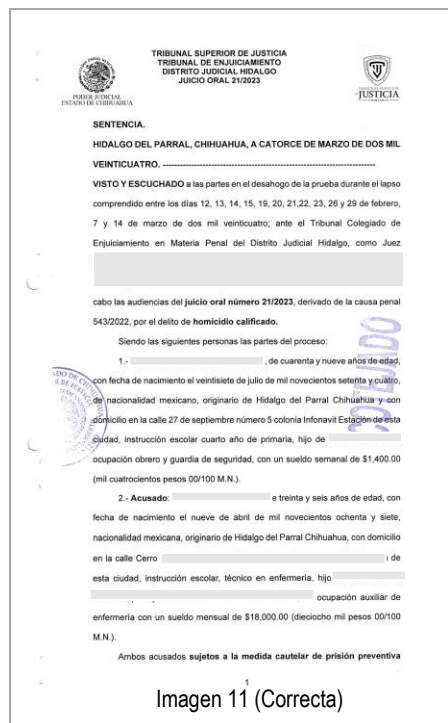 TRIBUNAL SUPERIOR DE JUSTICIA
TRIBUNAL DE ENJUICIAMIENTO
DISTRITO JUDICIAL HIDALGO
JUICIO ORAL 21/2023
PODER JUDICIAL
ESTADO DE CHIHUAHUA
JUSTICIA
SENTENCIA.
HIDALGO DEL PARRAL, CHIHUAHUA, A CATORCE DE MARZO DE DOS MIL
VEINTICUATRO. ----------------------------------------------------------------------
VISTO Y ESCUCHADO a las partes en el desahogo de la prueba durante el lapso
comprendido entre los días 12, 13, 14, 15, 19, 20, 21,22, 23, 26 y 29 de febrero,
7 y 14 de marzo de dos mil veinticuatro; ante el Tribunal Colegiado de
Enjuiciamiento en Materia Penal del Distrito Judicial Hidalgo, como Juez
cabo las audiencias del juicio oral número 21/2023, derivado de la causa penal
543/2022, por el delito de homicidio calificado.
Siendo las siguientes personas las partes del proceso:
1.- , de cuarenta y nueve años de edad,
con fecha de nacimiento el veintisiete de julio de mil novecientos setenta y cuatro,
de nacionalidad mexicano, originario de Hidalgo del Parral Chihuahua y con
domicilio en la calle 27 de septiembre número 5 colonia Infonavit Estación de esta
ciudad, instrucción escolar cuarto año de primaria, hijo de
ocupación obrero y guardia de seguridad, con un sueldo semanal de $1,400.00
(mil cuatrocientos pesos 00/100 M.N.).
COTEJADO
2.- Acusado: e treinta y seis años de edad, con
fecha de nacimiento el nueve de abril de mil novecientos ochenta y siete,
nacionalidad mexicana, originario de Hidalgo del Parral Chihuahua, con domicilio
en la calle Cerro de
esta ciudad, instrucción escolar, técnico en enfermería, hijo
ocupación auxiliar de
enfermería con un sueldo mensual de $18,000.00 (dieciocho mil pesos 00/100
M.N.).
Ambos acusados sujetos a la medida cautelar de prisión preventiva
1
Imagen 11 (Correcta)